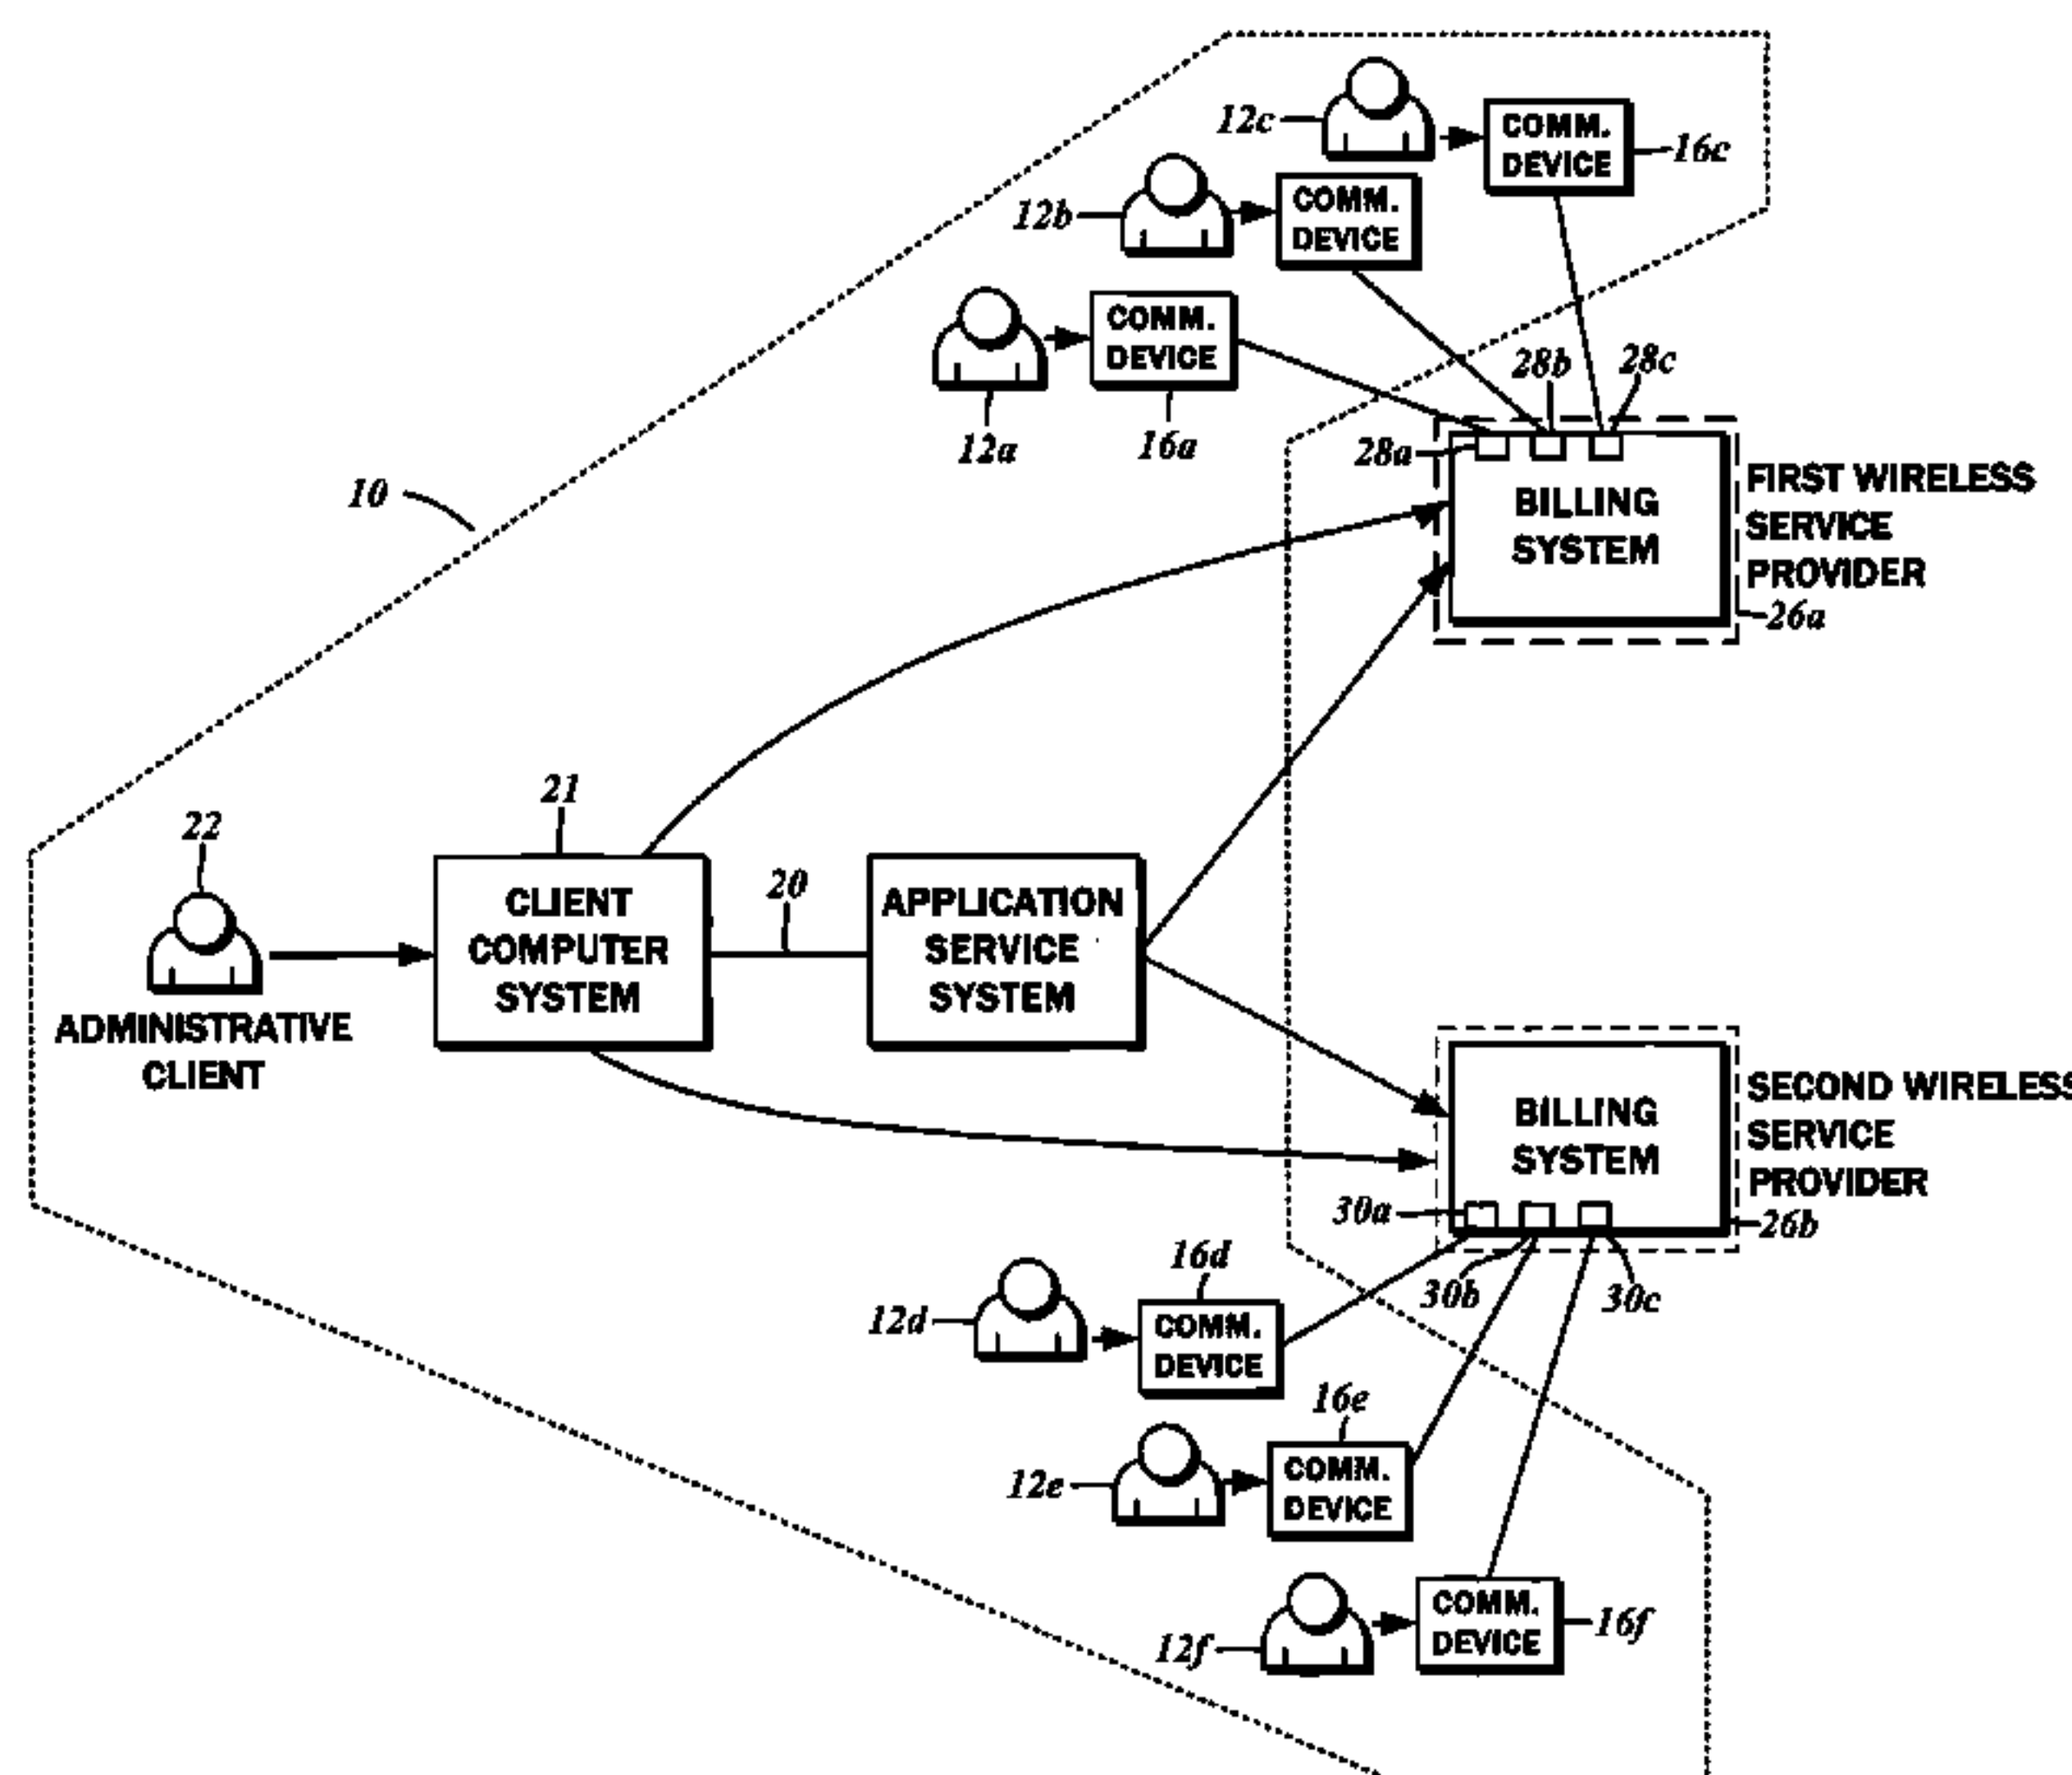 12c
COMM.
DEVICE
16c
12b
COMM.
DEVICE
COMM.
DEVICE
12a
16a
28b
28c
28a
BILLING
SYSTEM
FIRST WIRELESS
SERVICE
PROVIDER
26a
10
21
22
20
CLIENT
COMPUTER
SYSTEM
APPLICATION
SERVICE
SYSTEM
ADMINISTRATIVE
CLIENT
BILLING
SYSTEM
SECOND WIRELESS
SERVICE
PROVIDER
26b
30a
30b
30c
16d
12d
COMM.
DEVICE
16e
12e
COMM.
DEVICE
12f
COMM.
DEVICE
16f